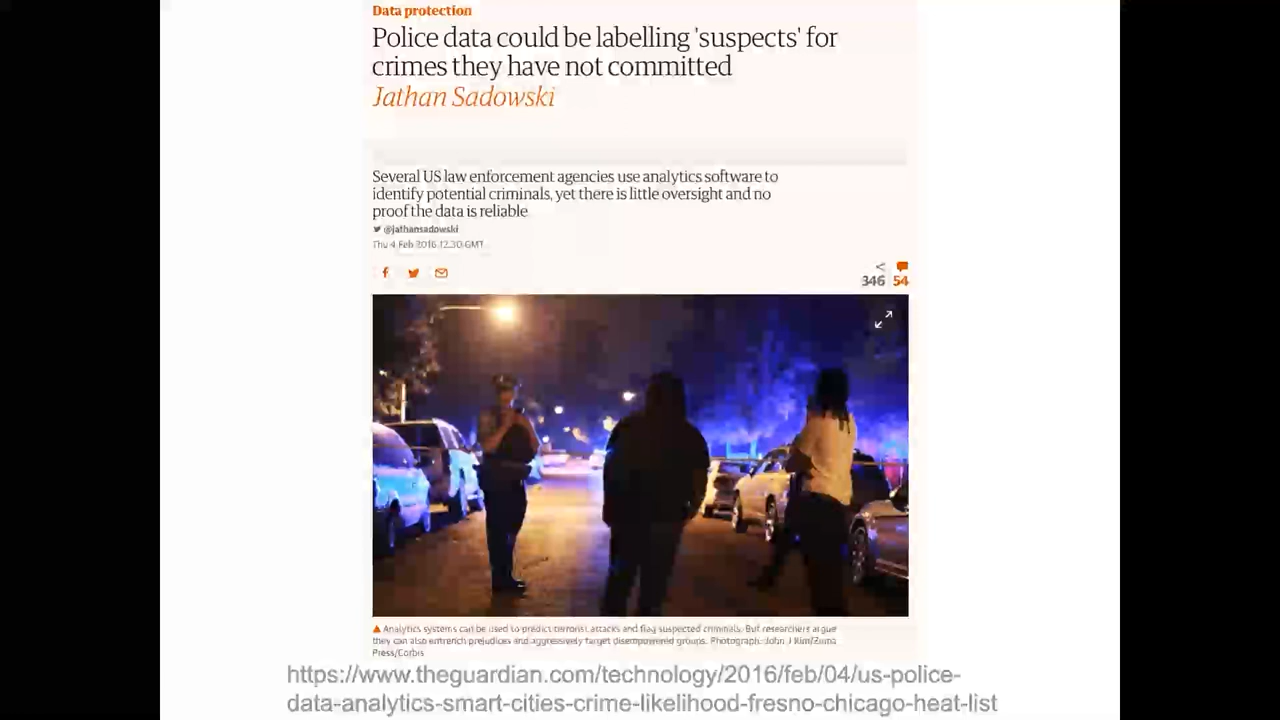 Data protection
Police data could be labelling 'suspects' for
crimes they have not committed
Jathan Sadowski
Several US law enforcement agencies use analytics software to
identify potential criminals, yet there is little oversight and no
proof the data is reliable
@jathansadowski
Thu 4 Feb 2016 12.30 GMT
346 54
Analytics systems can be used to predict terrorist attacks and flag suspected criminals. But researchers argue
they can also entrench prejudices and aggressively target disempowered groups. Photograph: John J Kim/Zuma
Press/Corbis
https://www.theguardian.com/technology/2016/feb/04/us-police-
data-analytics-smart-cities-crime-likelihood-fresno-chicago-heat-list